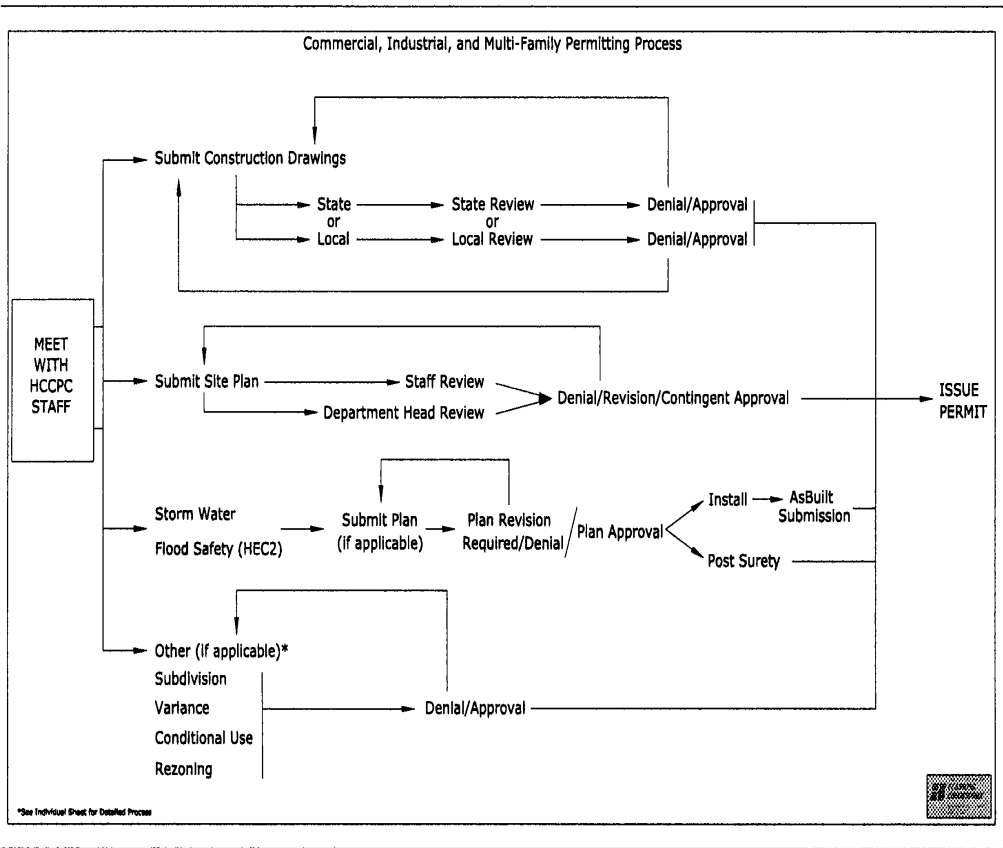 Commercial, Industrial, and Multi-Family Permitting Process
Submit Construction Drawings
State
State Review
Denial/Approval
or
or
Local
Local Review
Denial/Approval
MEET
WITH
HCCPC
STAFF
Submit Site Plan
Staff Review
Department Head Review
Denial/Revision/Contingent Approval
ISSUE
PERMIT
Storm Water
Flood Safety (HEC2)
Submit Plan
(if applicable)
Plan Revision
Required/Denial
/
Plan Approval
Install
AsBuilt
Submission
Post Surety
Other (if applicable)*
Subdivision
Variance
Conditional Use
Rezoning
Denial/Approval
*See Individual Sheet for Detailed Process